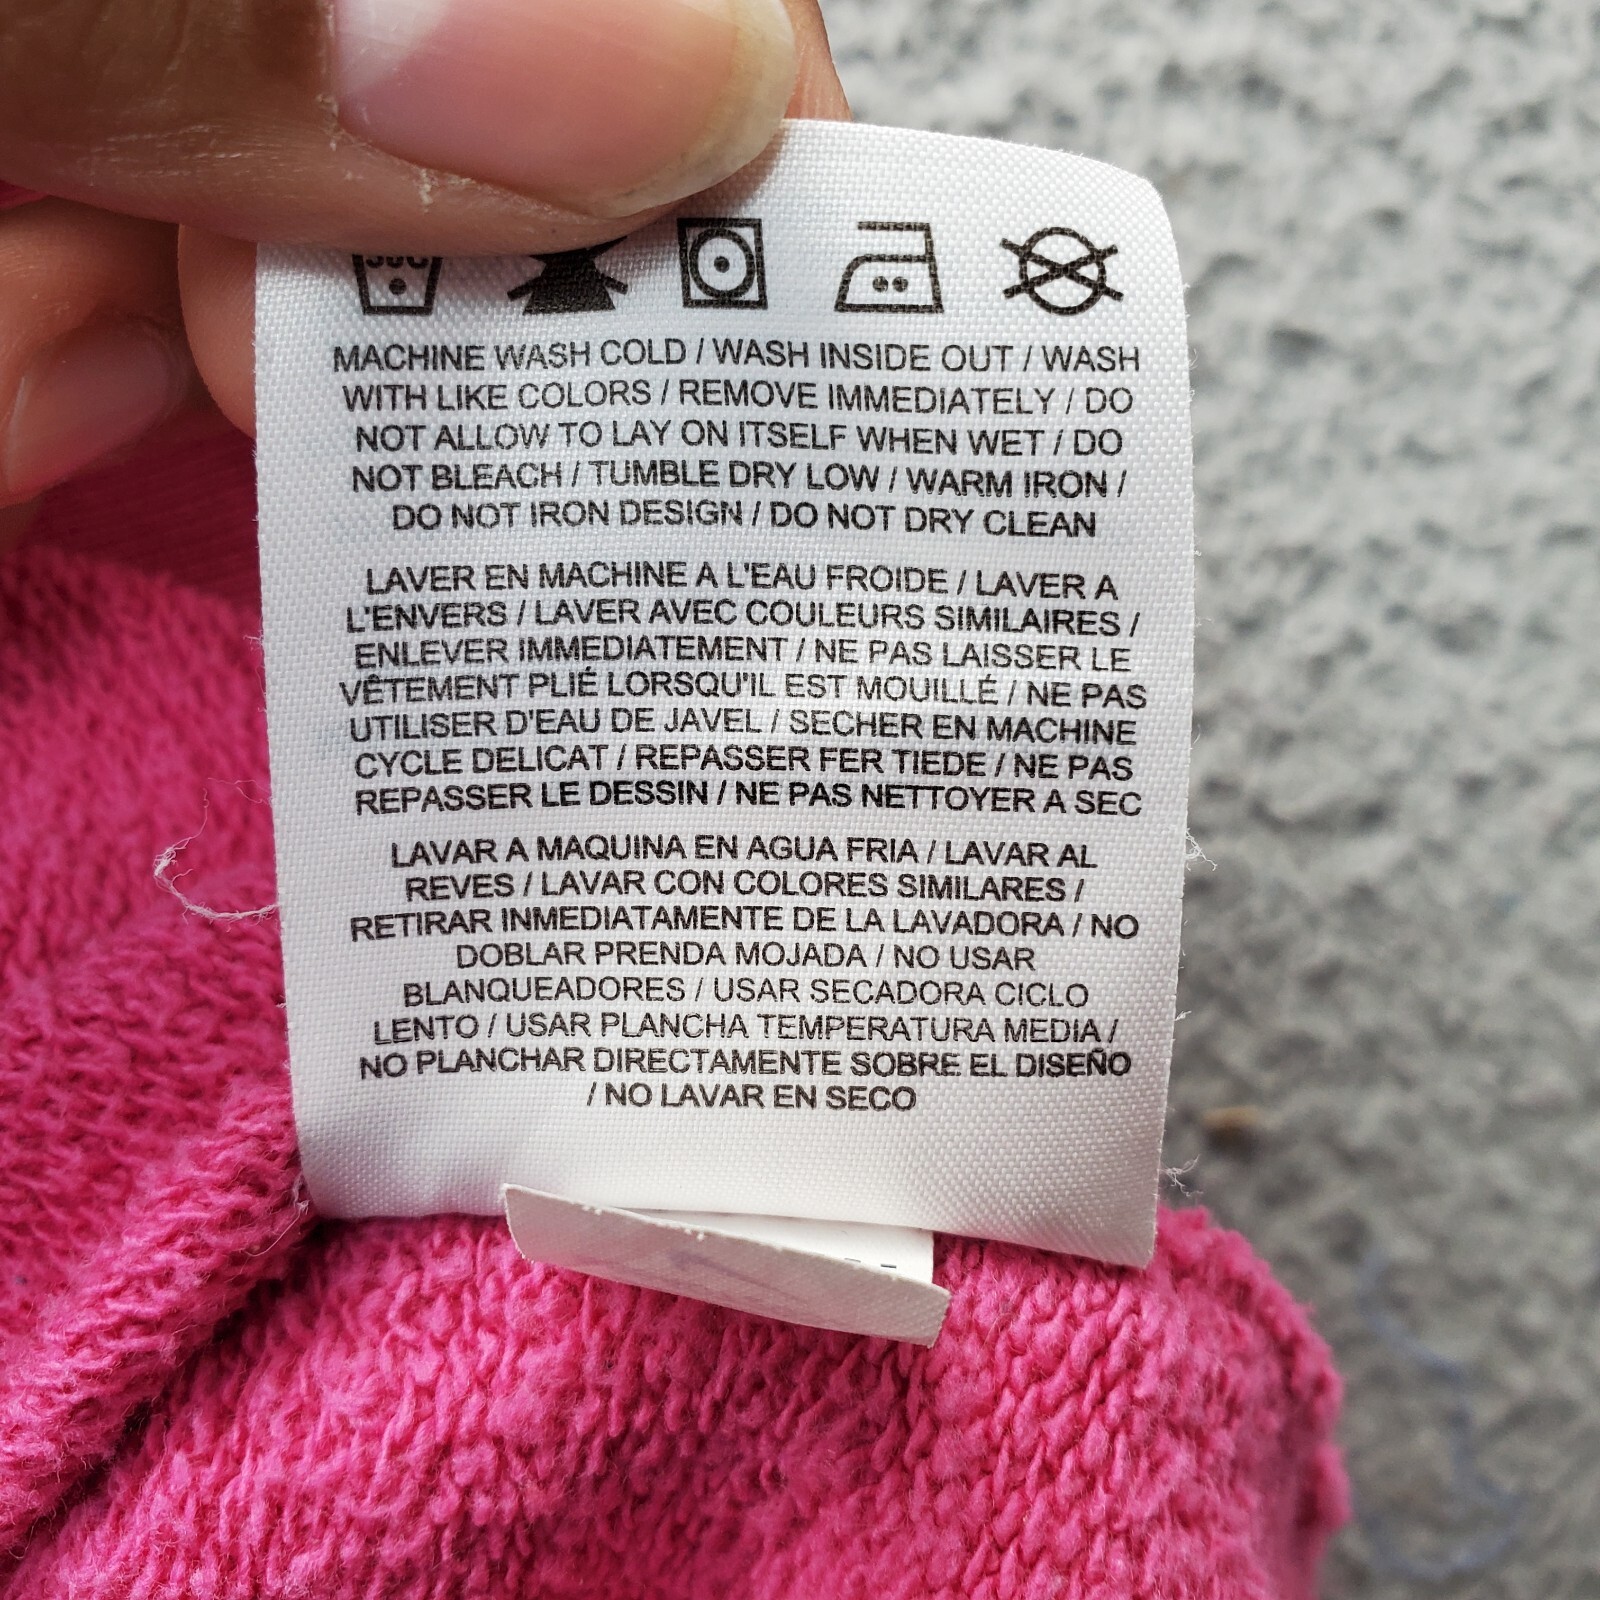 30C
MACHINE WASH COLD / WASH INSIDE OUT / WASH
WITH LIKE COLORS / REMOVE IMMEDIATELY / DO
NOT ALLOW TO LAY ON ITSELF WHEN WET / DO
NOT BLEACH / TUMBLE DRY LOW / WARM IRON /
DO NOT IRON DESIGN / DO NOT DRY CLEAN
LAVER EN MACHINE A L'EAU FROIDE / LAVER A
L'ENVERS / LAVER AVEC COULEURS SIMILAIRES /
ENLEVER IMMEDIATEMENT / NE PAS LAISSER LE
VÊTEMENT PLIÉ LORSQU'IL EST MOUILLÉ / NE PAS
UTILISER D'EAU DE JAVEL / SECHER EN MACHINE
CYCLE DELICAT / REPASSER FER TIEDE / NE PAS
REPASSER LE DESSIN / NE PAS NETTOYER A SEC
LAVAR A MAQUINA EN AGUA FRIA / LAVAR AL
REVES / LAVAR CON COLORES SIMILARES /
RETIRAR INMEDIATAMENTE DE LA LAVADORA / NO
DOBLAR PRENDA MOJADA / NO USAR
BLANQUEADORES / USAR SECADORA CICLO
LENTO / USAR PLANCHA TEMPERATURA MEDIA /
NO PLANCHAR DIRECTAMENTE SOBRE EL DISEÑO
/ NO LAVAR EN SECO